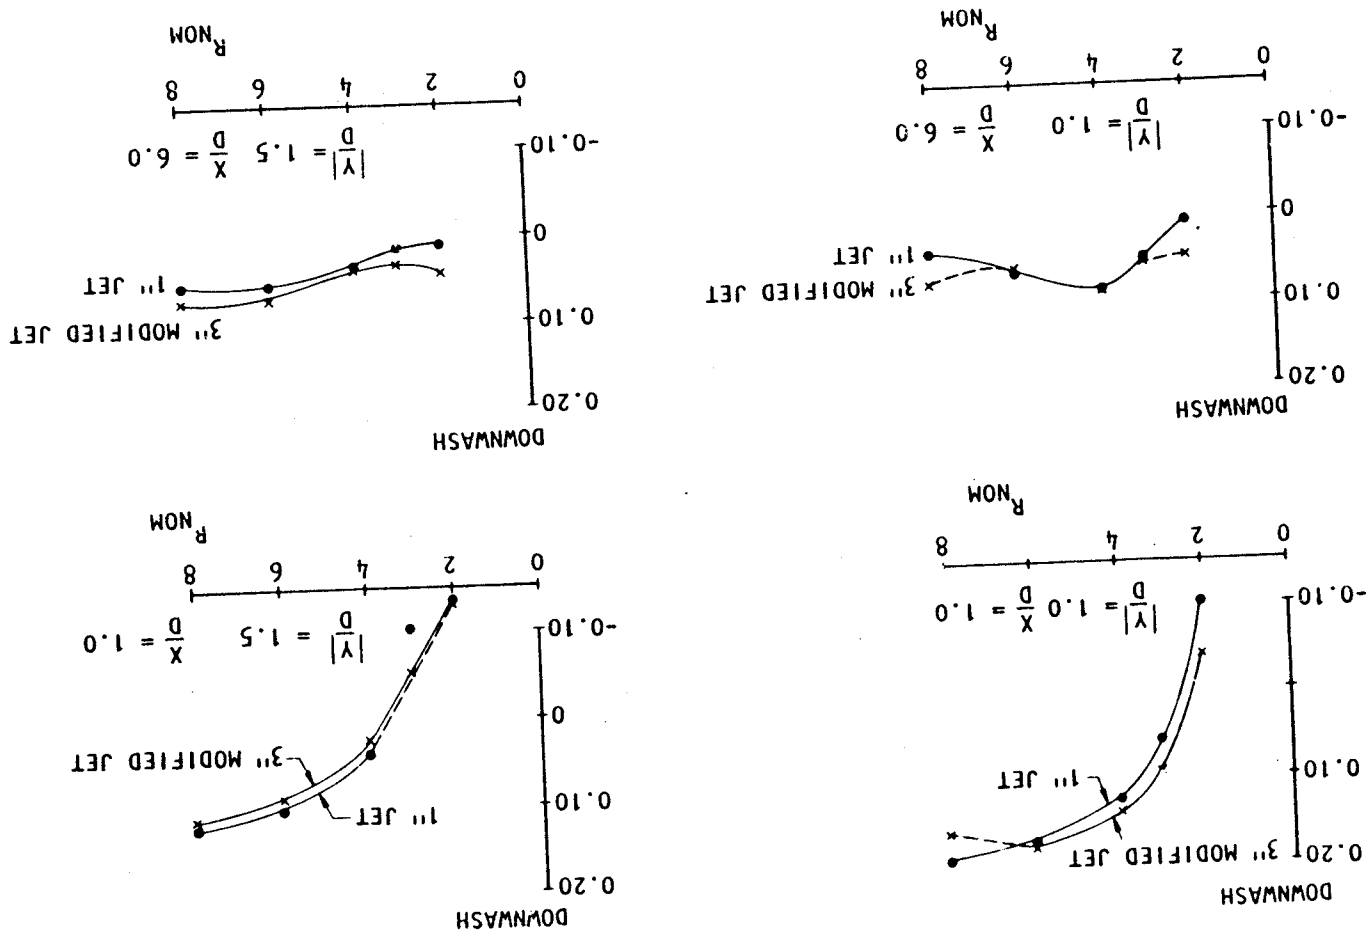 DOWNWASH
0.20
3" MODIFIED JET
0.10
1" JET
-0.10
|Y/D| = 1.0 X/D = 1.0
0 2 4 8
R NOM
DOWNWASH
0.20
0.10
1" JET
3" MODIFIED JET
0
-0.10
|Y/D| = 1.5 X/D = 1.0
0 2 4 6 8
R NOM
DOWNWASH
0.20
0.10
3" MODIFIED JET
1" JET
0
-0.10
|Y/D| = 1.0 X/D = 6.0
0 2 4 6 8
R NOM
DOWNWASH
0.20
0.10
3" MODIFIED JET
1" JET
0
-0.10
|Y/D| = 1.5 X/D = 6.0
0 2 4 6 8
R NOM